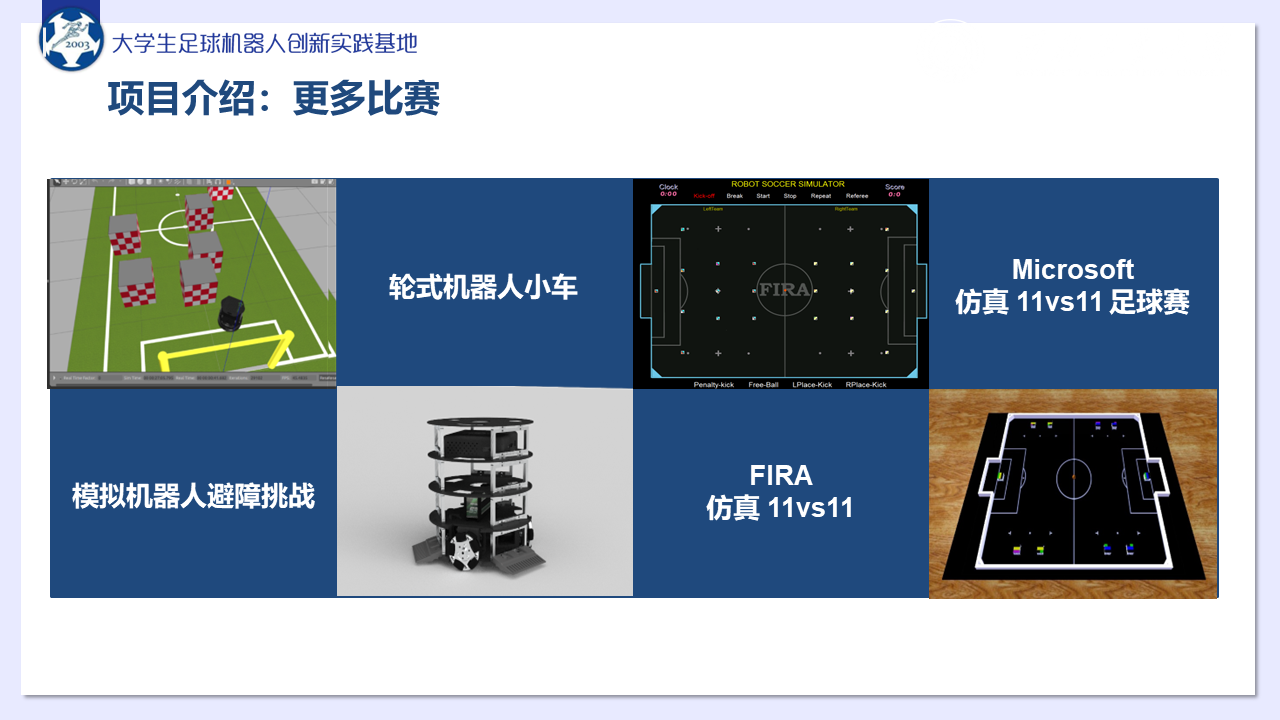 2003
大学生足球机器人创新实践基地
项目介绍：更多比赛
ROBOT SOCCER SIMULATOR
Clock
0:00
Score
0:0
Kick-off Break Start Stop Repeat Referee
LeftTeam RightTeam
FIRA
Penalty-kick Free-Ball LPlace-Kick RPlace-Kick
轮式机器人小车
Microsoft
仿真 11vs11 足球赛
模拟机器人避障挑战
FIRA
仿真 11vs11